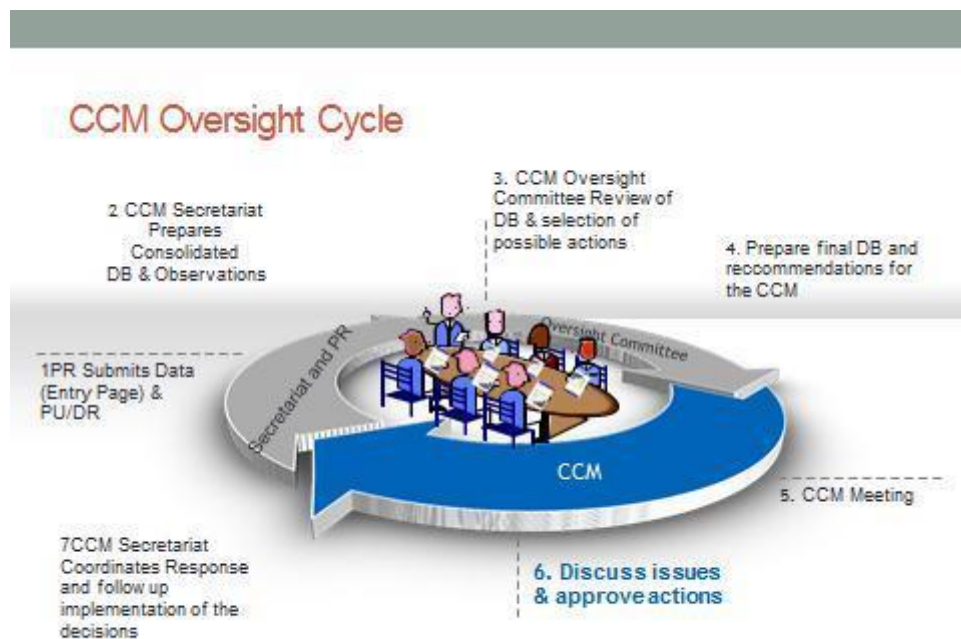 CCM Oversight Cycle
3. CCM Oversight
Committee Review of
DB & selection of
possible actions
2 CCM Secretariat
Prepares
Consolidated
DB & Observations
4. Prepare final DB and
reccommendations for
the CCM
Oversight Committee
Secretariat and PR
1PR Submits Data
(Entry Page) &
PU/DR
CCM
5. CCM Meeting
7CCM Secretariat
Coordinates Response
and follow up
implementation of the
decisions
6. Discuss issues
& approve actions